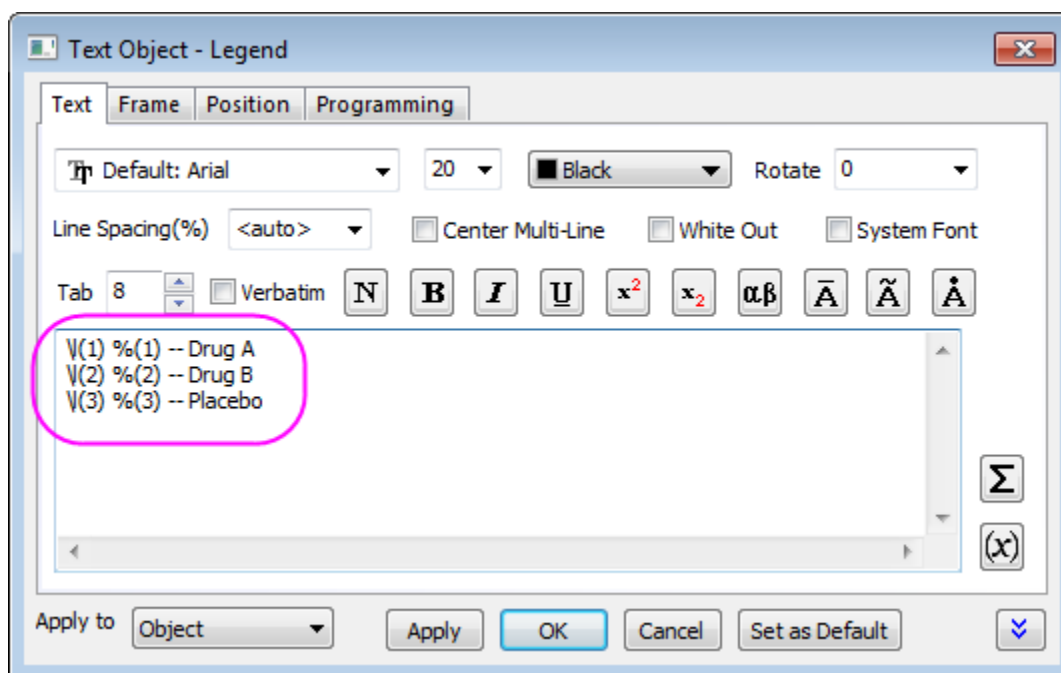 Text Object - Legend
Text Frame Position Programming
Default: Arial 20 Black Rotate 0
Line Spacing(%) <auto> Center Multi-Line White Out System Font
Tab 8 Verbatim N B I U x² x₂ αβ Ā Ã Ȧ
\l(1) %(1) -- Drug A
\l(2) %(2) -- Drug B
\l(3) %(3) -- Placebo
Σ
(x)
Apply to Object Apply OK Cancel Set as Default